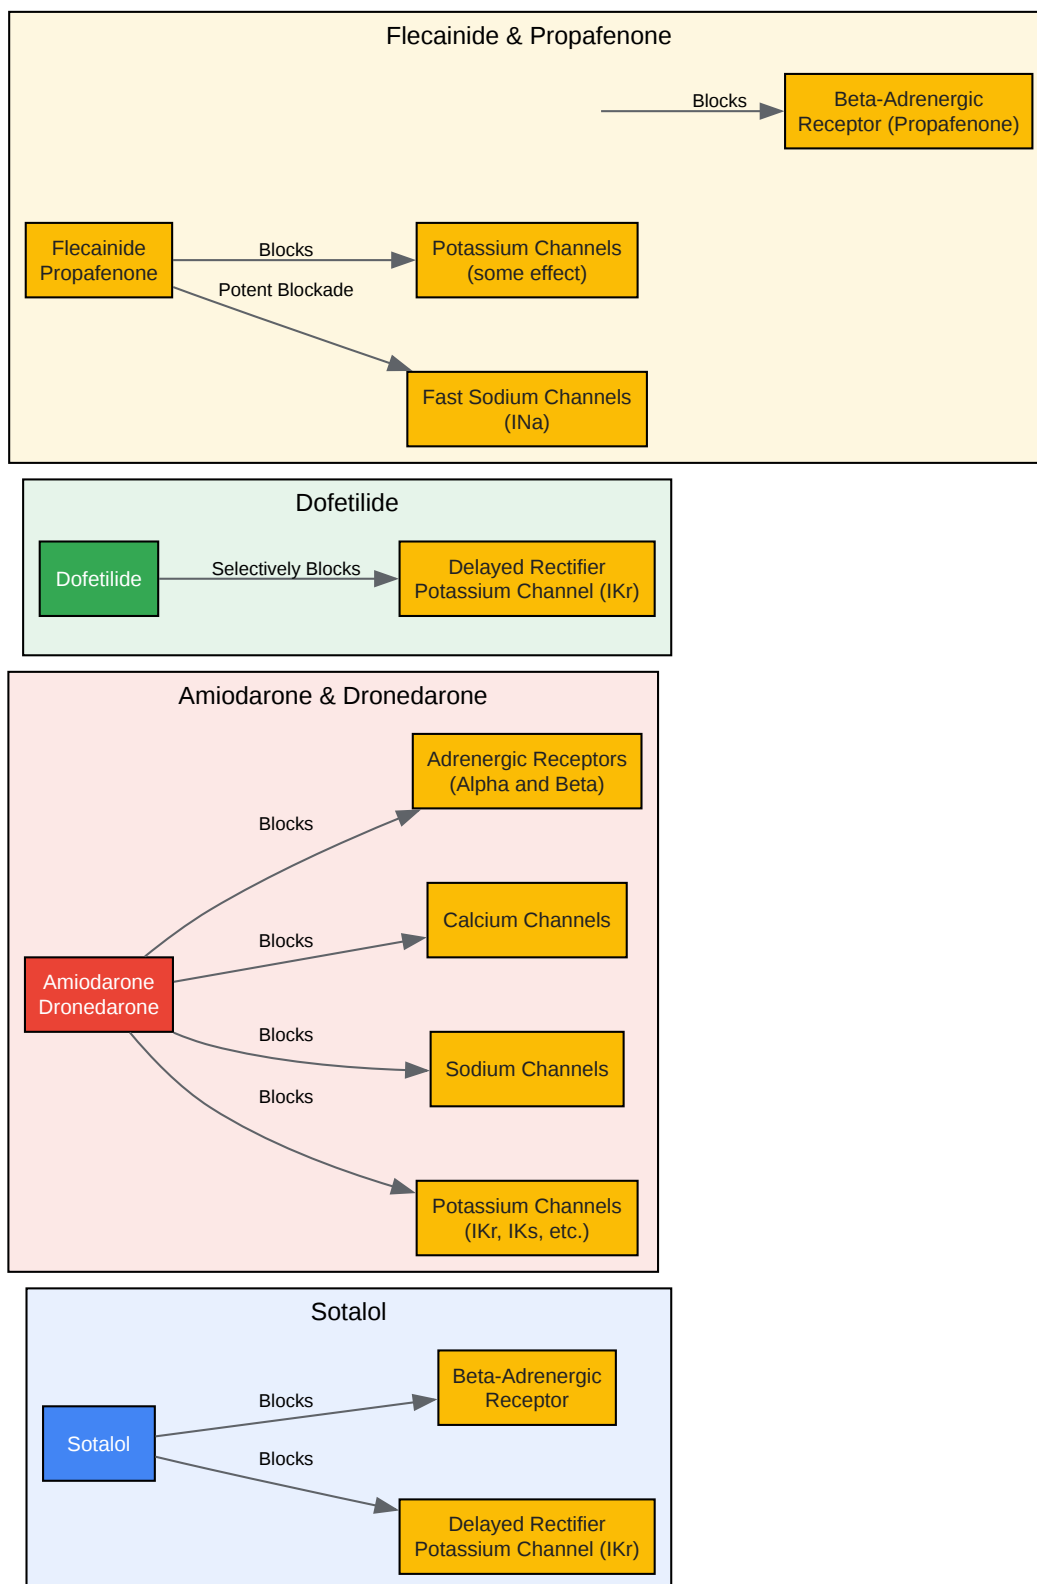 Flecainide & Propafenone
Blocks
Beta-Adrenergic
Receptor (Propafenone)
Flecainide
Propafenone
Blocks
Potassium Channels
(some effect)
Potent Blockade
Fast Sodium Channels
(INa)
Dofetilide
Dofetilide
Selectively Blocks
Delayed Rectifier
Potassium Channel (IKr)
Amiodarone & Dronedarone
Adrenergic Receptors
(Alpha and Beta)
Blocks
Calcium Channels
Blocks
Amiodarone
Dronedarone
Blocks
Sodium Channels
Blocks
Potassium Channels
(IKr, IKs, etc.)
Sotalol
Beta-Adrenergic
Receptor
Blocks
Sotalol
Blocks
Delayed Rectifier
Potassium Channel (IKr)